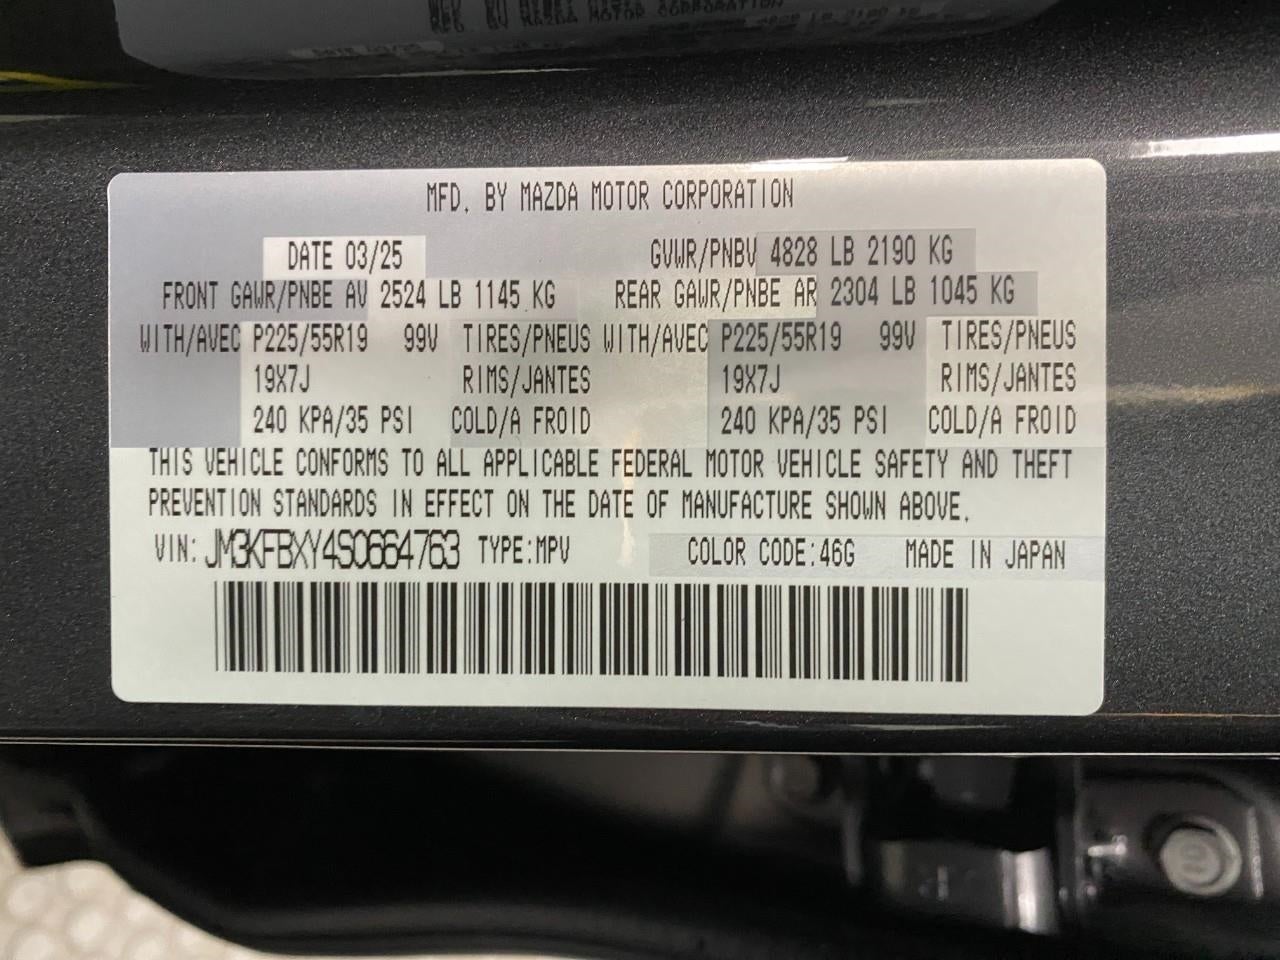 MFD. BY MAZDA MOTOR CORPORATION
DATE 03/25 GVWR/PNBV 4828 LB 2190 KG
FRONT GAWR/PNBE AV 2524 LB 1145 KG REAR GAWR/PNBE AR 2304 LB 1045 KG
WITH/AVEC P225/55R19 99V TIRES/PNEUS WITH/AVEC P225/55R19 99V TIRES/PNEUS
19X7J RIMS/JANTES 19X7J RIMS/JANTES
240 KPA/35 PSI COLD/A FROID 240 KPA/35 PSI COLD/A FROID
THIS VEHICLE CONFORMS TO ALL APPLICABLE FEDERAL MOTOR VEHICLE SAFETY AND THEFT
PREVENTION STANDARDS IN EFFECT ON THE DATE OF MANUFACTURE SHOWN ABOVE.
VIN: JM3KFBXY4S0664763 TYPE:MPV COLOR CODE:46G MADE IN JAPAN